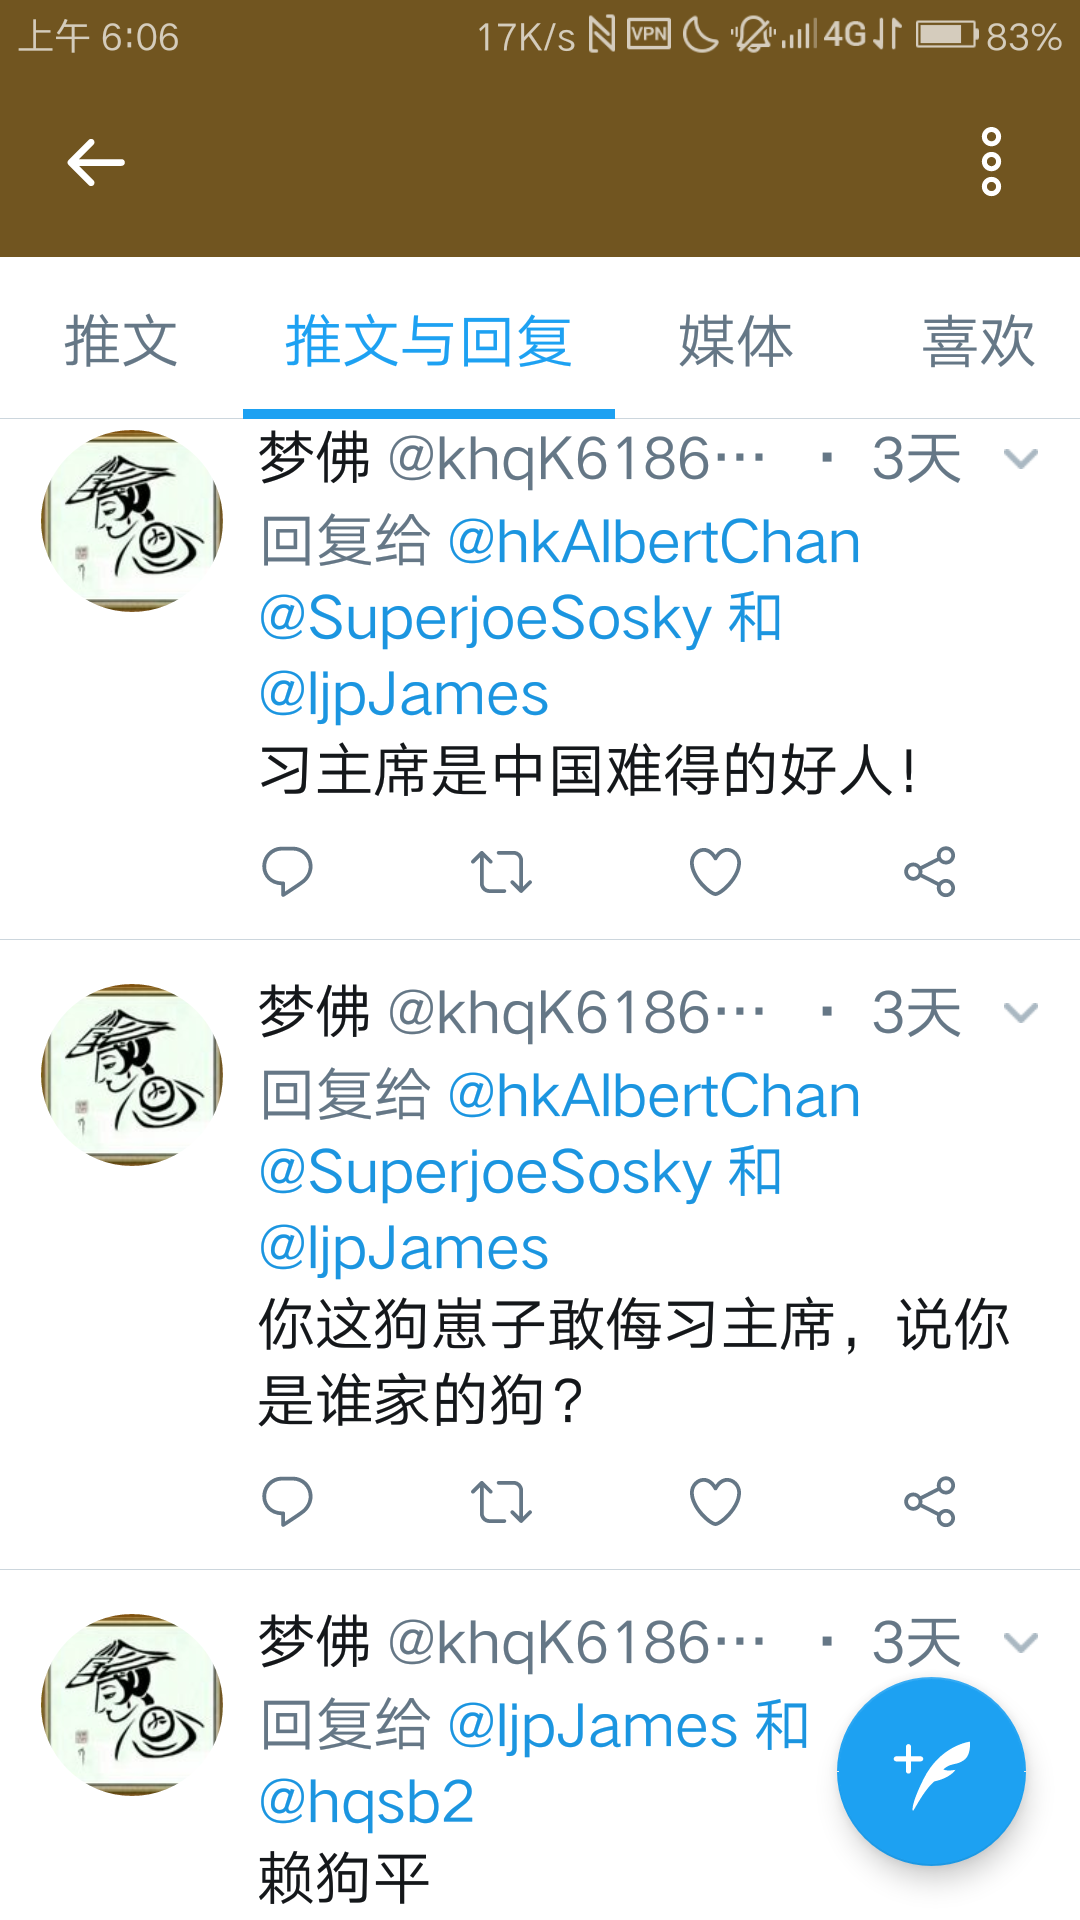 上午 6:06 17K/s VPN 4G 83%
推文 推文与回复 媒体 喜欢
梦佛 @khqK6186… · 3天
回复给 @hkAlbertChan
@SuperjoeSosky 和
@ljpJames
习主席是中国难得的好人!
梦佛 @khqK6186… · 3天
回复给 @hkAlbertChan
@SuperjoeSosky 和
@ljpJames
你这狗崽子敢侮习主席，说你
是谁家的狗?
梦佛 @khqK6186… · 3天
回复给 @ljpJames 和
@hqsb2
赖狗平